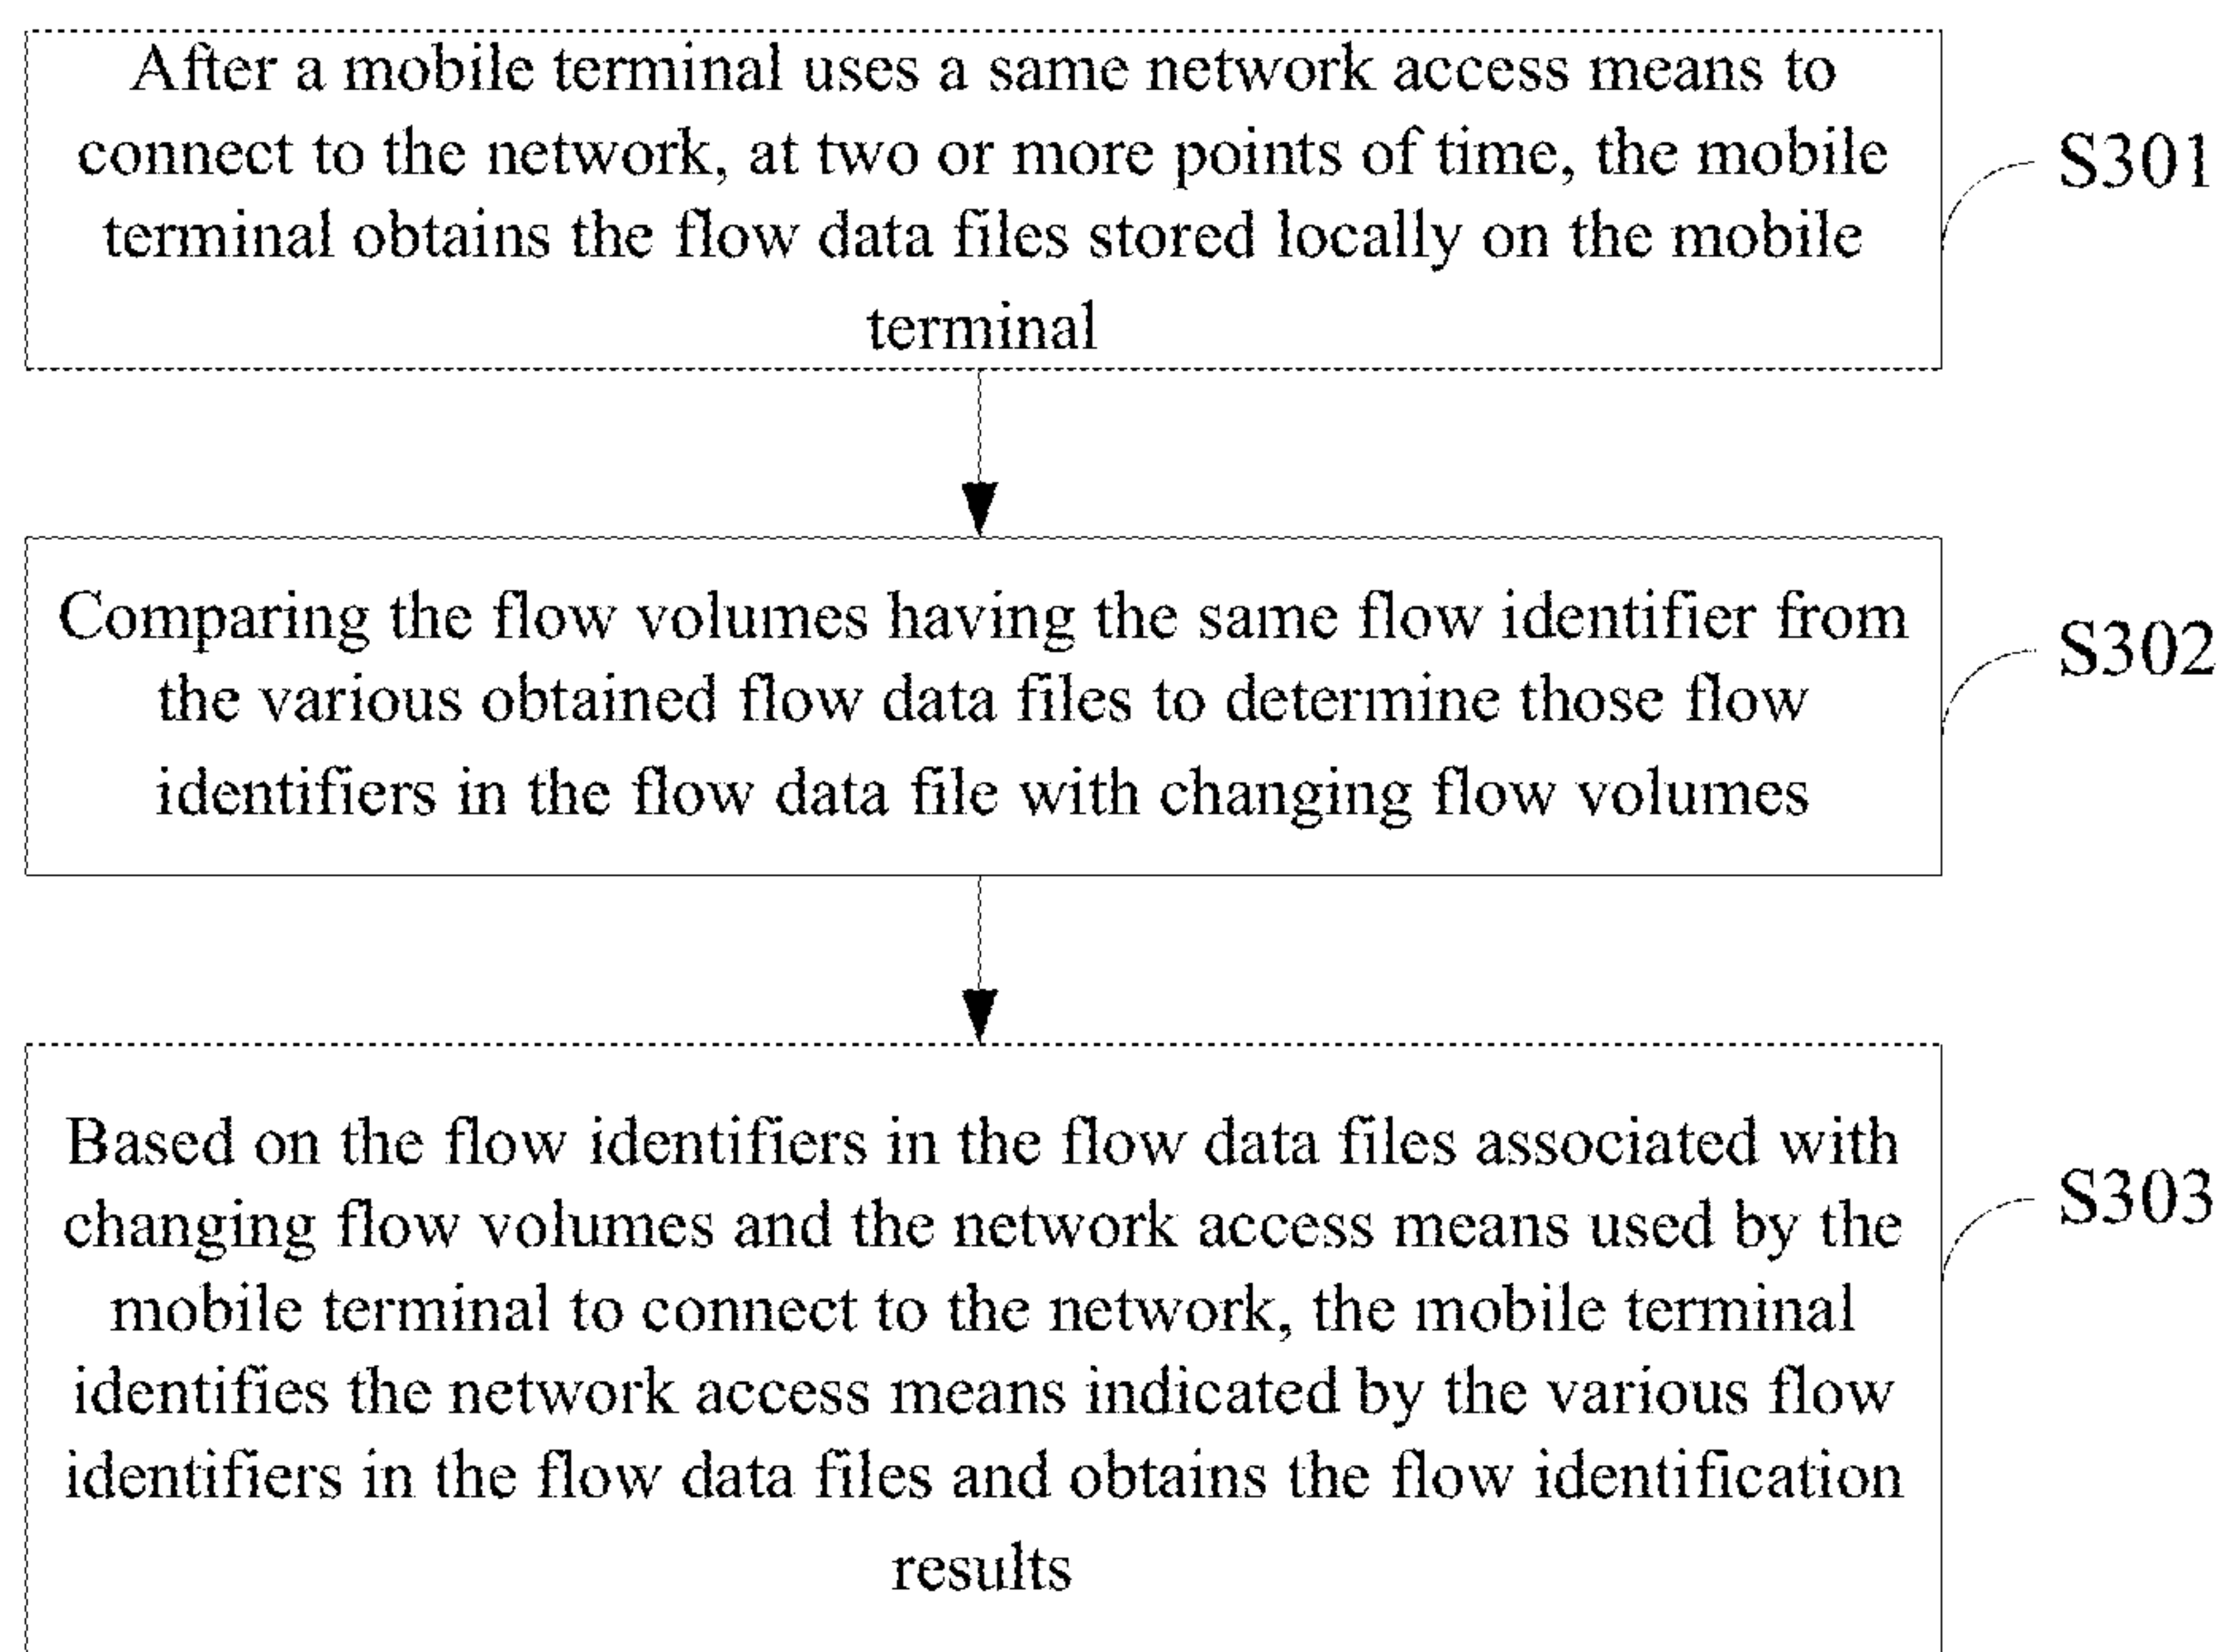 After a mobile terminal uses a same network access means to
connect to the network, at two or more points of time, the mobile
terminal obtains the flow data files stored locally on the mobile
terminal
S301
Comparing the flow volumes having the same flow identifier from
the various obtained flow data files to determine those flow
identifiers in the flow data file with changing flow volumes
S302
Based on the flow identifiers in the flow data files associated with
changing flow volumes and the network access means used by the
mobile terminal to connect to the network, the mobile terminal
identifies the network access means indicated by the various flow
identifiers in the flow data files and obtains the flow identification
results
S303